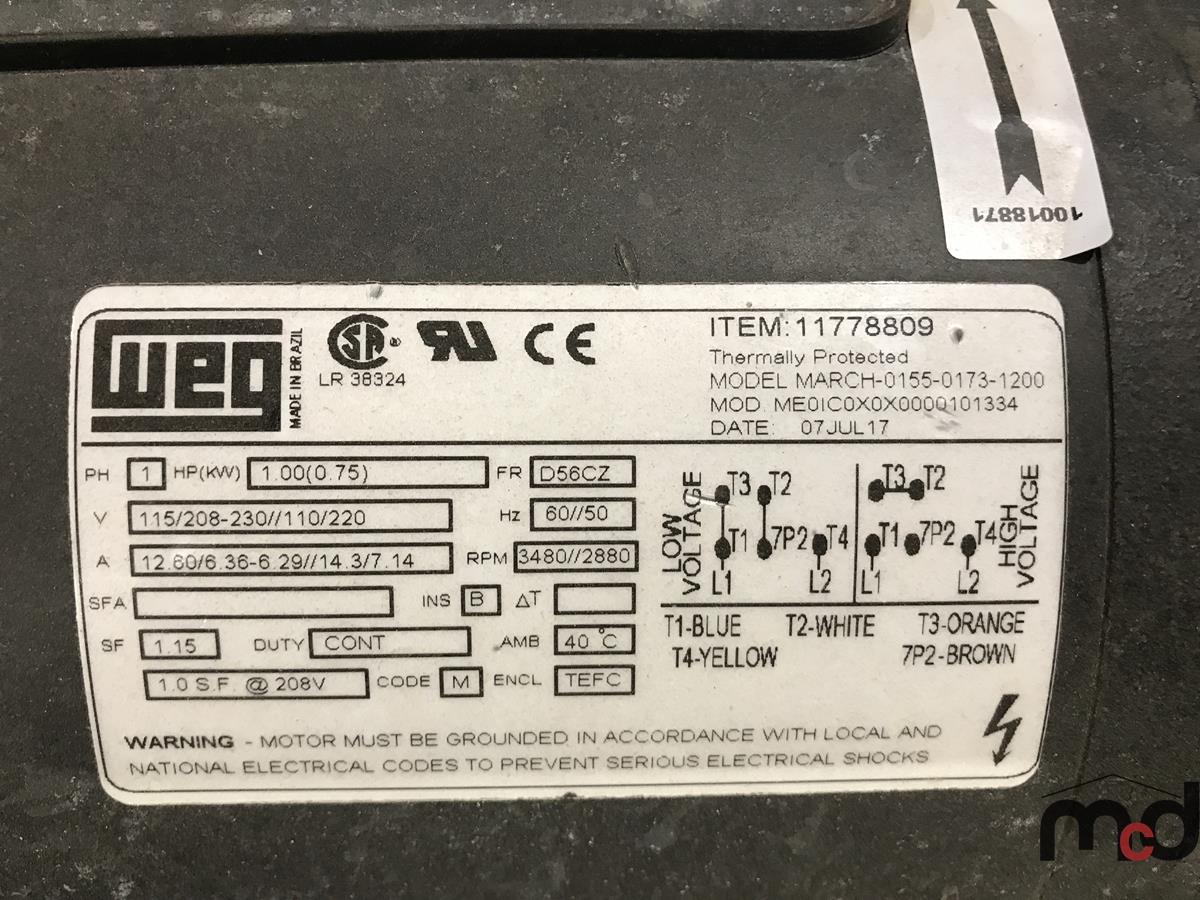 10018871
weg
MADE IN BRAZIL
SA ®
LR 38324
CE
ITEM: 11778809
Thermally Protected
MODEL MARCH-0155-0173-1200
MOD. ME0IC0X0X0000101334
DATE: 07JUL17
PH 1 HP(KW) 1.00(0.75) FR D56CZ
V 115/208-230//110/220 Hz 60//50
A 12.60/6.36-6.29//14.3/7.14 RPM 3480//2880
SFA INS B ΔT
SF 1.15 DUTY CONT AMB 40°C
1.0 S.F. @ 208V CODE M ENCL TEFC
LOW VOLTAGE
T3 T2
T1 7P2 T4
L1 L2
HIGH VOLTAGE
T3 T2
T1 7P2 T4
L1 L2
T1-BLUE T2-WHITE T3-ORANGE
T4-YELLOW 7P2-BROWN
WARNING - MOTOR MUST BE GROUNDED IN ACCORDANCE WITH LOCAL AND
NATIONAL ELECTRICAL CODES TO PREVENT SERIOUS ELECTRICAL SHOCKS
mcd